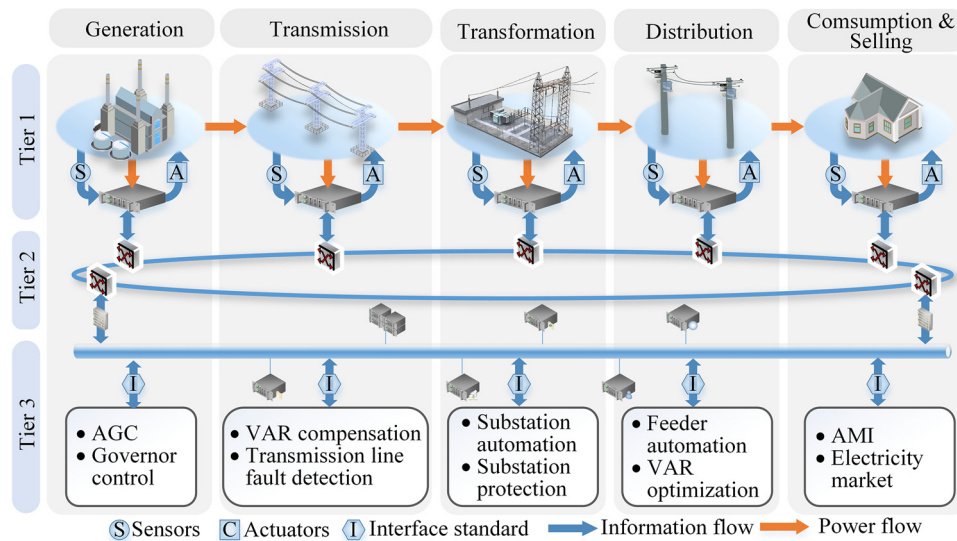 Generation
Transmission
Transformation
Distribution
Comsumption &
Selling
Tier 1
S
A
S
A
S
A
S
A
S
A
Tier 2
Tier 3
I
I
I
I
I
• AGC
• Governor
control
• VAR compensation
• Transmission line
fault detection
• Substation
automation
• Substation
protection
• Feeder
automation
• VAR
optimization
• AMI
• Electricity
market
S Sensors
C Actuators
I Interface standard
Information flow
Power flow